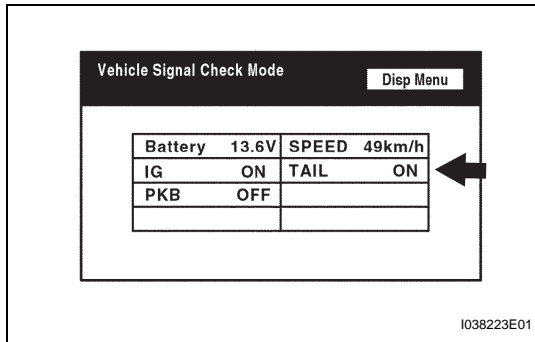 Vehicle Signal Check Mode
Disp Menu
Battery 13.6V SPEED 49km/h
IG ON TAIL ON
PKB OFF
I038223E01